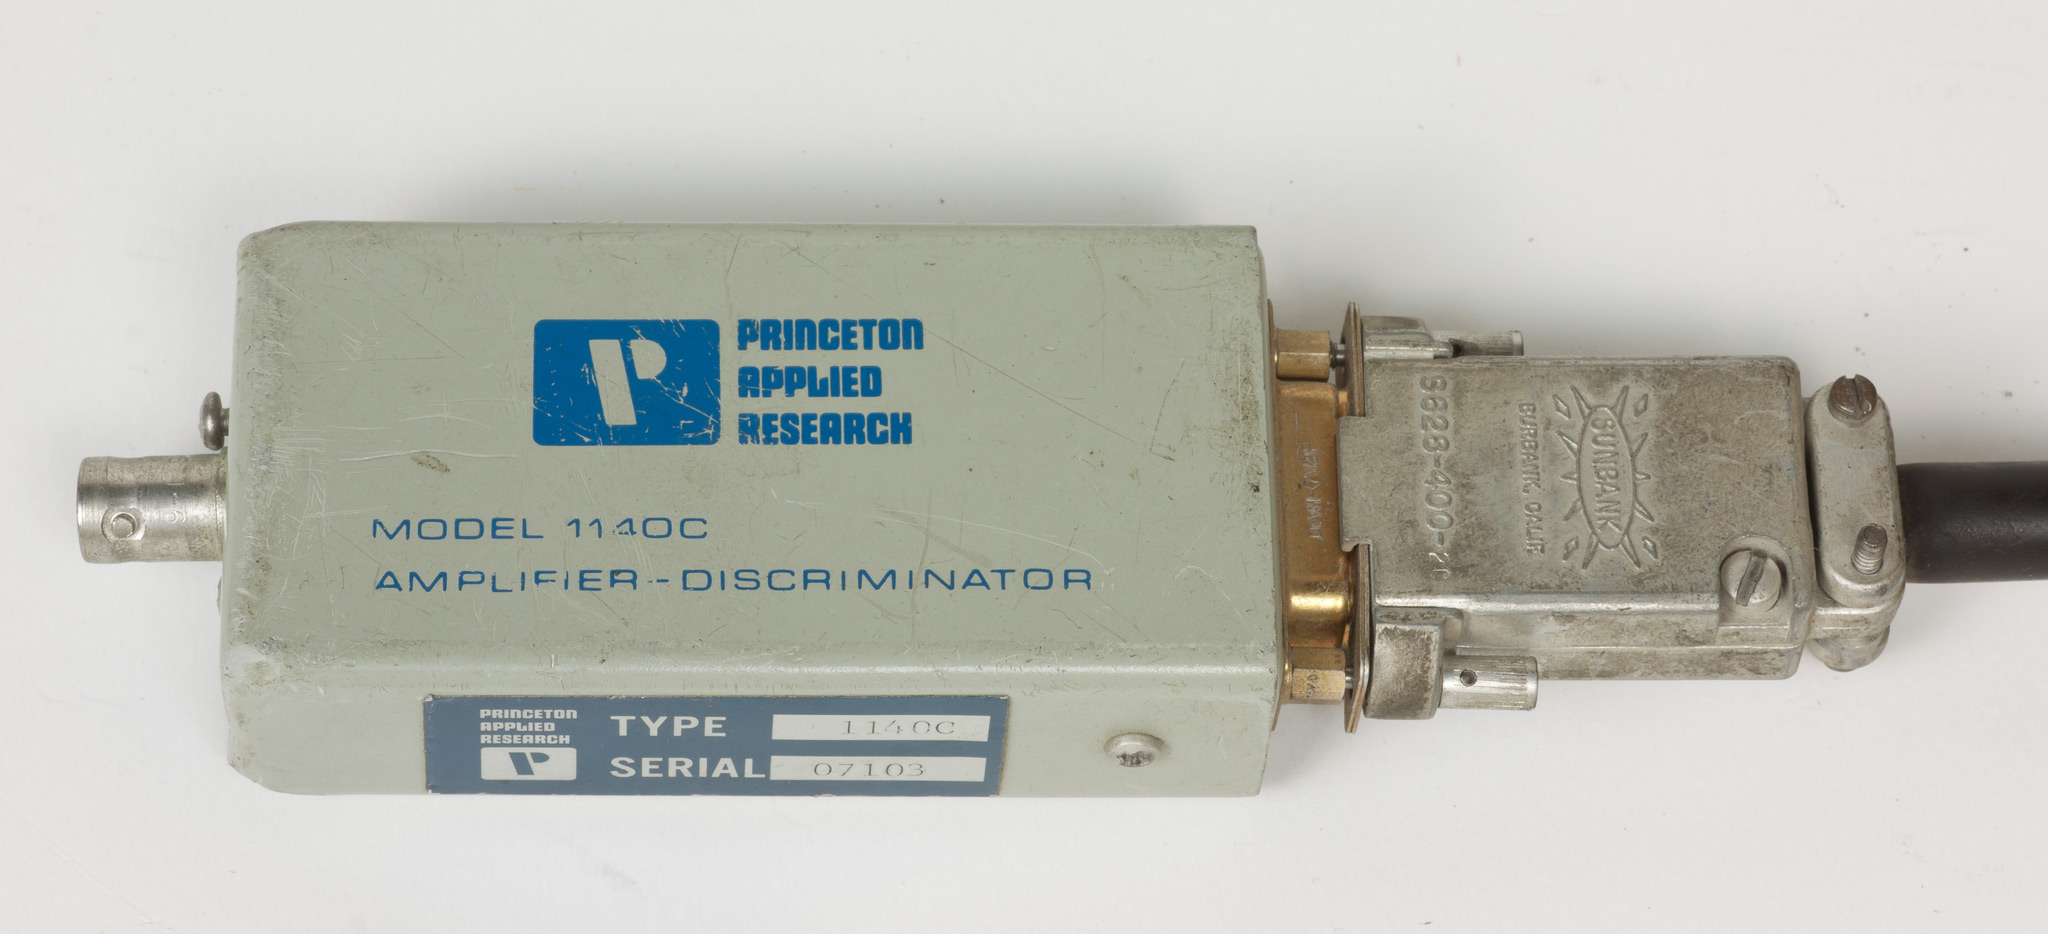 PRINCETON
APPLIED
RESEARCH
MODEL 1140C
AMPLIFIER-DISCRIMINATOR
PRINCETON
APPLIED
RESEARCH
TYPE 1140C
SERIAL 07103
SUNBANK
BURBANK, CALIF